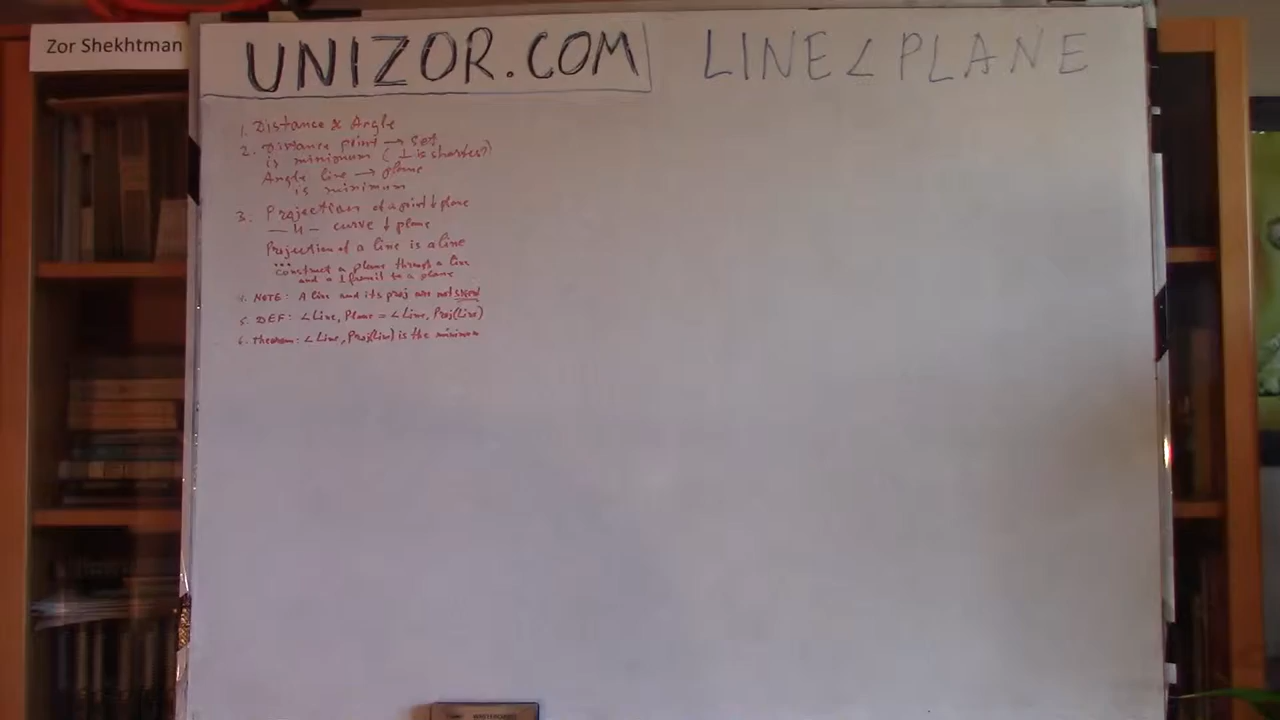 Zor Shekhtman
UNIZOR.COM
LINE ∠ PLANE
1. Distance & Angle
2. Distance point → set
is minimum (⊥ is shortest)
Angle line → plane
is minimum
3. Projection of a point ↓ plane
— 〃 — curve ↓ plane
Projection of a line is a line
... construct a plane through a line
and a ⊥ from it to a plane
4. NOTE: A line and its proj are not skewed
5. DEF: ∠ Line, Plane = ∠ Line, Proj(Line)
6. Theorem: ∠ Line, Proj(Line) is the minimum